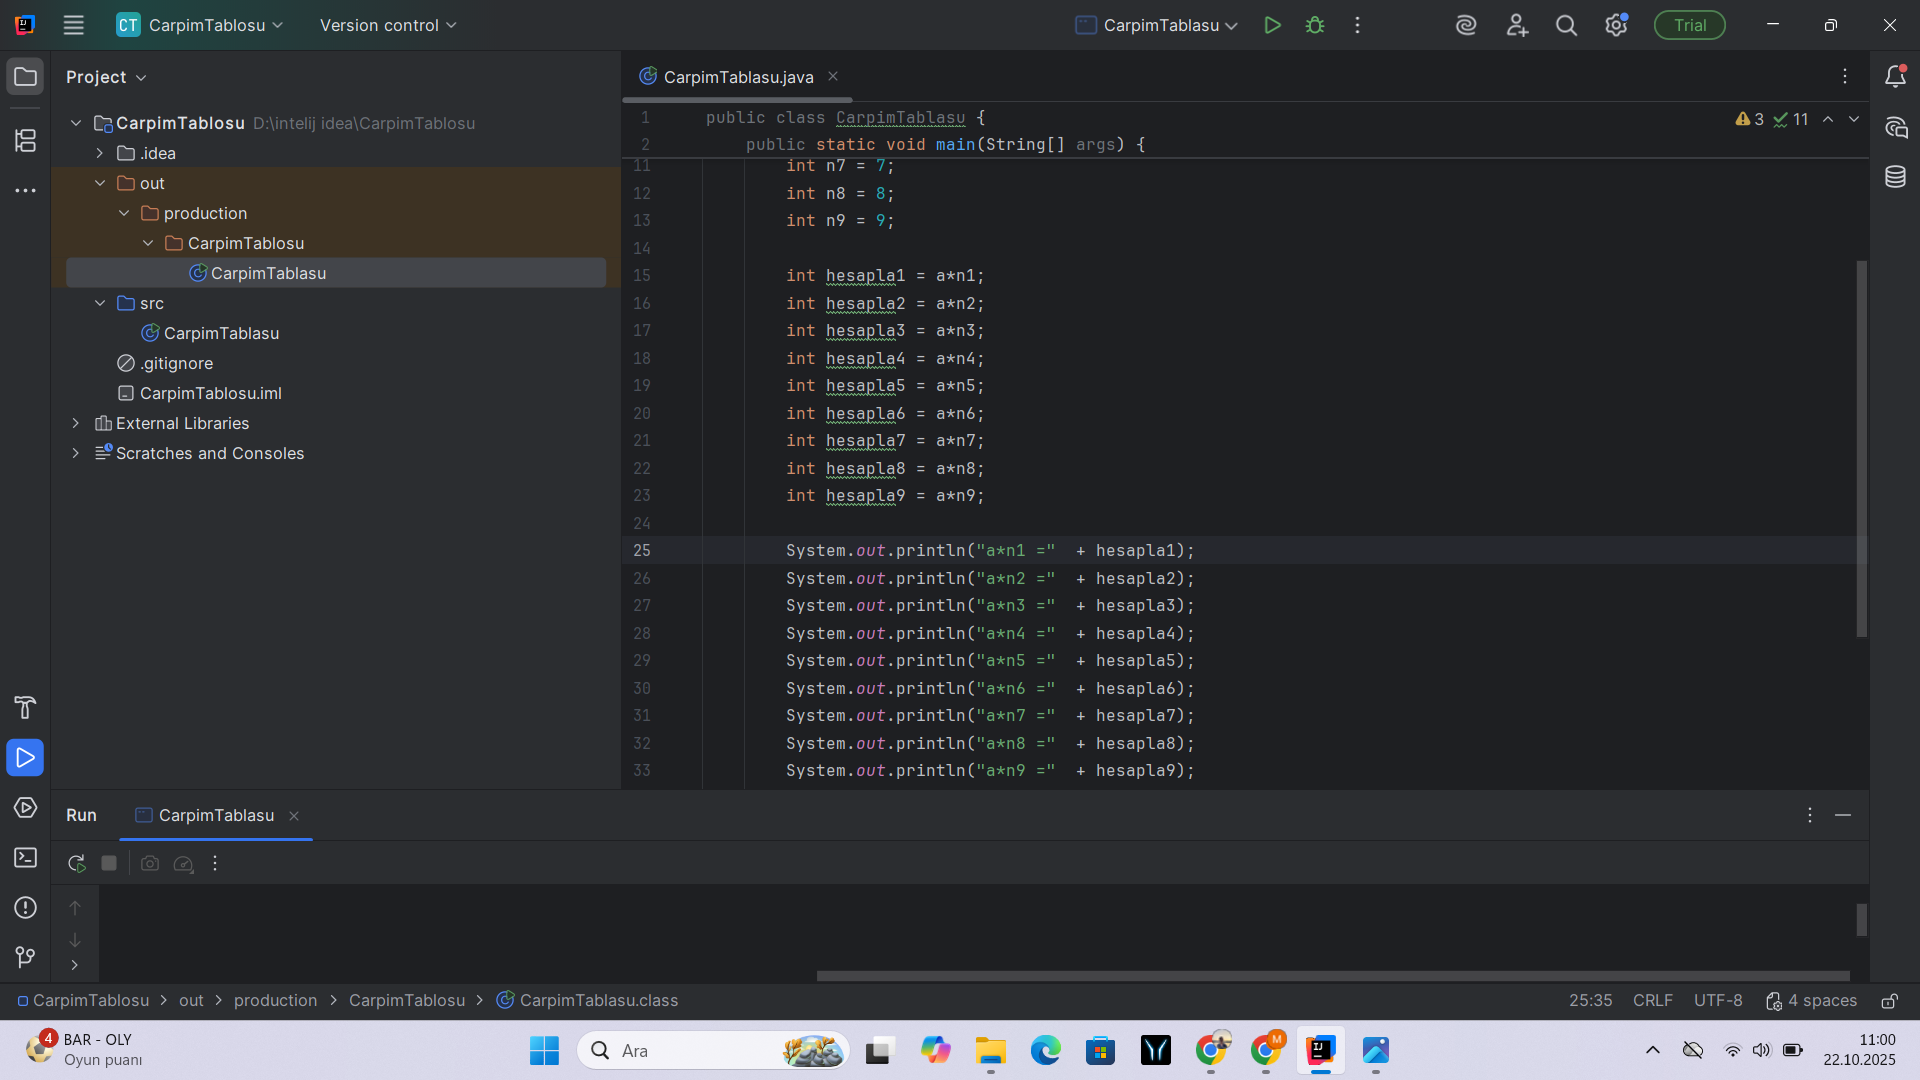 CT CarpimTablosu Version control CarpimTablasu Trial
Project
CarpimTablasu.java
CarpimTablosu D:\intelij idea\CarpimTablosu
.idea
out
production
CarpimTablosu
CarpimTablasu
src
CarpimTablasu
.gitignore
CarpimTablosu.iml
External Libraries
Scratches and Consoles
1 public class CarpimTablasu {
3 11
2 public static void main(String[] args) {
11 int n7 = 7;
12 int n8 = 8;
13 int n9 = 9;
14
15 int hesapla1 = a*n1;
16 int hesapla2 = a*n2;
17 int hesapla3 = a*n3;
18 int hesapla4 = a*n4;
19 int hesapla5 = a*n5;
20 int hesapla6 = a*n6;
21 int hesapla7 = a*n7;
22 int hesapla8 = a*n8;
23 int hesapla9 = a*n9;
24
25 System.out.println("a*n1 ="  + hesapla1);
26 System.out.println("a*n2 ="  + hesapla2);
27 System.out.println("a*n3 ="  + hesapla3);
28 System.out.println("a*n4 ="  + hesapla4);
29 System.out.println("a*n5 ="  + hesapla5);
30 System.out.println("a*n6 ="  + hesapla6);
31 System.out.println("a*n7 ="  + hesapla7);
32 System.out.println("a*n8 ="  + hesapla8);
33 System.out.println("a*n9 ="  + hesapla9);
Run CarpimTablasu
CarpimTablosu > out > production > CarpimTablosu > CarpimTablasu.class 25:35 CRLF UTF-8 4 spaces
4 BAR - OLY
Oyun puanı
Ara
M
11:00
22.10.2025